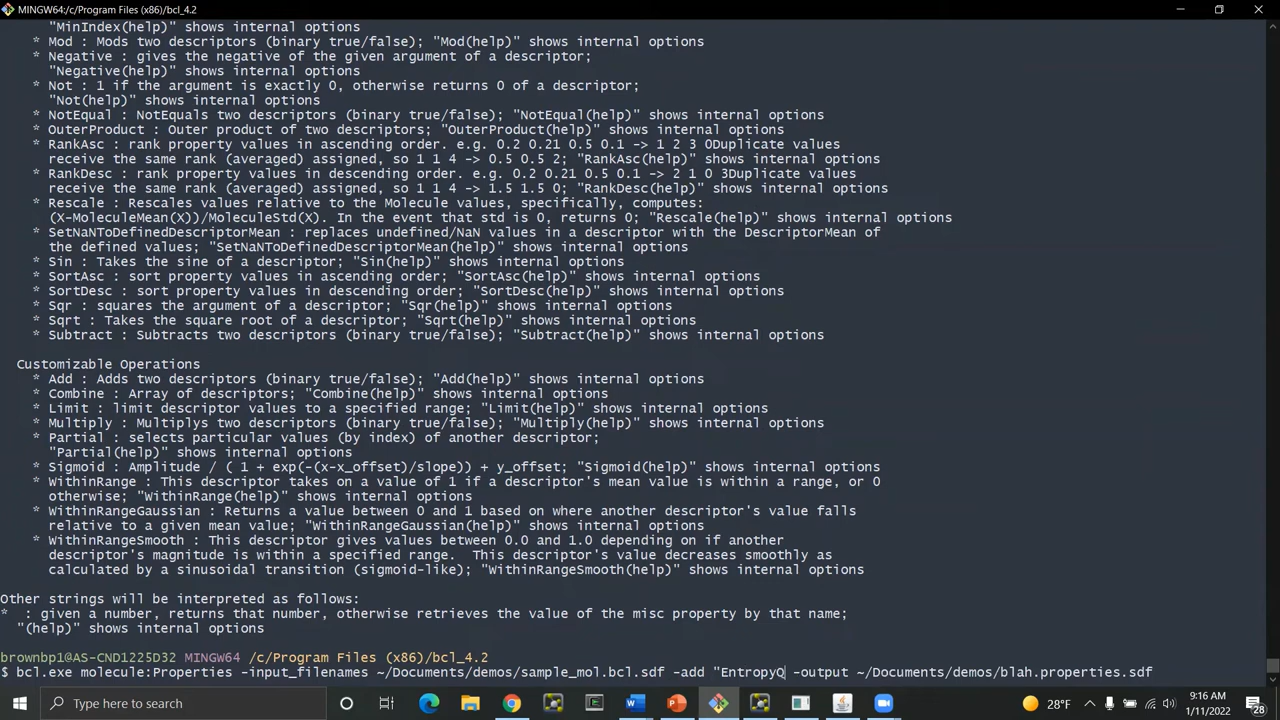 MINGW64:/c/Program Files (x86)/bcl_4.2
"MinIndex(help)" shows internal options
* Mod : Mods two descriptors (binary true/false); "Mod(help)" shows internal options
* Negative : gives the negative of the given argument of a descriptor;
"Negative(help)" shows internal options
* Not : 1 if the argument is exactly 0, otherwise returns 0 of a descriptor;
"Not(help)" shows internal options
* NotEqual : NotEquals two descriptors (binary true/false); "NotEqual(help)" shows internal options
* OuterProduct : Outer product of two descriptors; "OuterProduct(help)" shows internal options
* RankAsc : rank property values in ascending order. e.g. 0.2 0.21 0.5 0.1 -> 1 2 3 0Duplicate values
receive the same rank (averaged) assigned, so 1 1 4 -> 0.5 0.5 2; "RankAsc(help)" shows internal options
* RankDesc : rank property values in descending order. e.g. 0.2 0.21 0.5 0.1 -> 2 1 0 3Duplicate values
receive the same rank (averaged) assigned, so 1 1 4 -> 1.5 1.5 0; "RankDesc(help)" shows internal options
* Rescale : Rescales values relative to the Molecule values, specifically, computes:
(X-MoleculeMean(X))/MoleculeStd(X). In the event that std is 0, returns 0; "Rescale(help)" shows internal options
* SetNaNToDefinedDescriptorMean : replaces undefined/NaN values in a descriptor with the DescriptorMean of
the defined values; "SetNaNToDefinedDescriptorMean(help)" shows internal options
* Sin : Takes the sine of a descriptor; "Sin(help)" shows internal options
* SortAsc : sort property values in ascending order; "SortAsc(help)" shows internal options
* SortDesc : sort property values in descending order; "SortDesc(help)" shows internal options
* Sqr : squares the argument of a descriptor; "Sqr(help)" shows internal options
* Sqrt : Takes the square root of a descriptor; "Sqrt(help)" shows internal options
* Subtract : Subtracts two descriptors (binary true/false); "Subtract(help)" shows internal options
Customizable Operations
* Add : Adds two descriptors (binary true/false); "Add(help)" shows internal options
* Combine : Array of descriptors; "Combine(help)" shows internal options
* Limit : limit descriptor values to a specified range; "Limit(help)" shows internal options
* Multiply : Multiplys two descriptors (binary true/false); "Multiply(help)" shows internal options
* Partial : selects particular values (by index) of another descriptor;
"Partial(help)" shows internal options
* Sigmoid : Amplitude / ( 1 + exp(-(x-x_offset)/slope)) + y_offset; "Sigmoid(help)" shows internal options
* WithinRange : This descriptor takes on a value of 1 if a descriptor's mean value is within a range, or 0
otherwise; "WithinRange(help)" shows internal options
* WithinRangeGaussian : Returns a value between 0 and 1 based on where another descriptor's value falls
relative to a given mean value; "WithinRangeGaussian(help)" shows internal options
* WithinRangeSmooth : This descriptor gives values between 0.0 and 1.0 depending on if another
descriptor's magnitude is within a specified range.  This descriptor's value decreases smoothly as
calculated by a sinusoidal transition (sigmoid-like); "WithinRangeSmooth(help)" shows internal options
Other strings will be interpreted as follows:
*  : given a number, returns that number, otherwise retrieves the value of the misc property by that name;
"(help)" shows internal options
brownbp1@AS-CND1225D32 MINGW64 /c/Program Files (x86)/bcl_4.2
$ bcl.exe molecule:Properties -input_filenames ~/Documents/demos/sample_mol.bcl.sdf -add "EntropyQ -output ~/Documents/demos/blah.properties.sdf
Type here to search
28°F
9:16 AM
1/11/2022
28